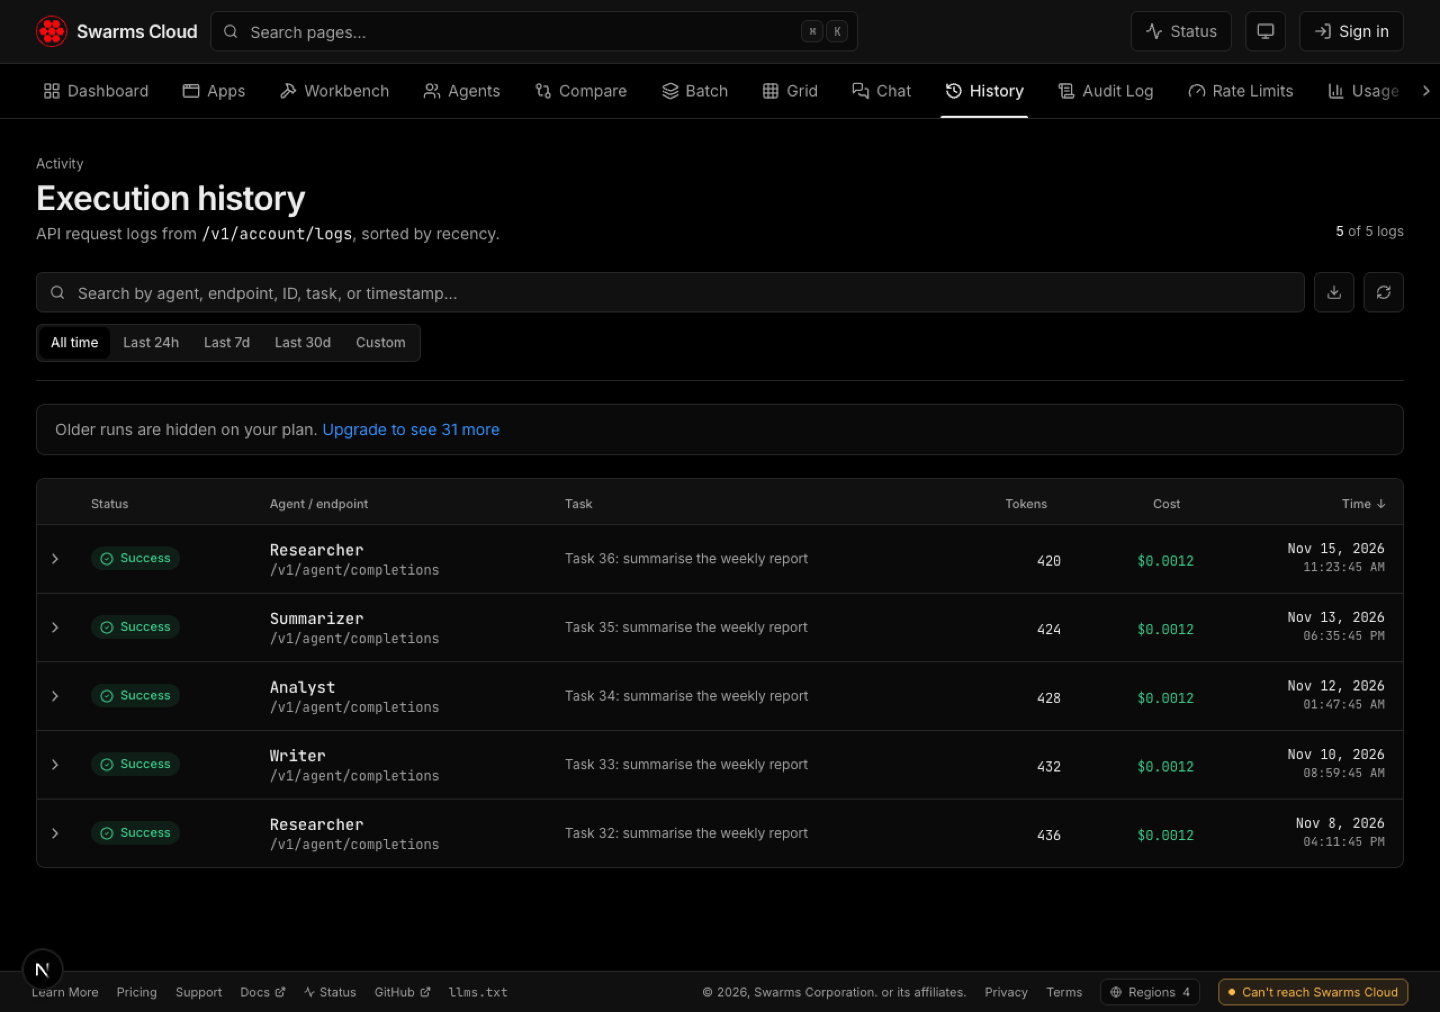 Swarms Cloud
Search pages...
⌘ K
Status
Sign in
Dashboard
Apps
Workbench
Agents
Compare
Batch
Grid
Chat
History
Audit Log
Rate Limits
Usage
Activity
Execution history
API request logs from /v1/account/logs, sorted by recency.
5 of 5 logs
Search by agent, endpoint, ID, task, or timestamp...
All time
Last 24h
Last 7d
Last 30d
Custom
Older runs are hidden on your plan. Upgrade to see 31 more
Status
Agent / endpoint
Task
Tokens
Cost
Time ↓
Success
Researcher
/v1/agent/completions
Task 36: summarise the weekly report
420
$0.0012
Nov 15, 2026
11:23:45 AM
Success
Summarizer
/v1/agent/completions
Task 35: summarise the weekly report
424
$0.0012
Nov 13, 2026
06:35:45 PM
Success
Analyst
/v1/agent/completions
Task 34: summarise the weekly report
428
$0.0012
Nov 12, 2026
01:47:45 AM
Success
Writer
/v1/agent/completions
Task 33: summarise the weekly report
432
$0.0012
Nov 10, 2026
08:59:45 AM
Success
Researcher
/v1/agent/completions
Task 32: summarise the weekly report
436
$0.0012
Nov 8, 2026
04:11:45 PM
N
Learn More
Pricing
Support
Docs
Status
GitHub
llms.txt
© 2026, Swarms Corporation. or its affiliates.
Privacy
Terms
Regions 4
Can't reach Swarms Cloud